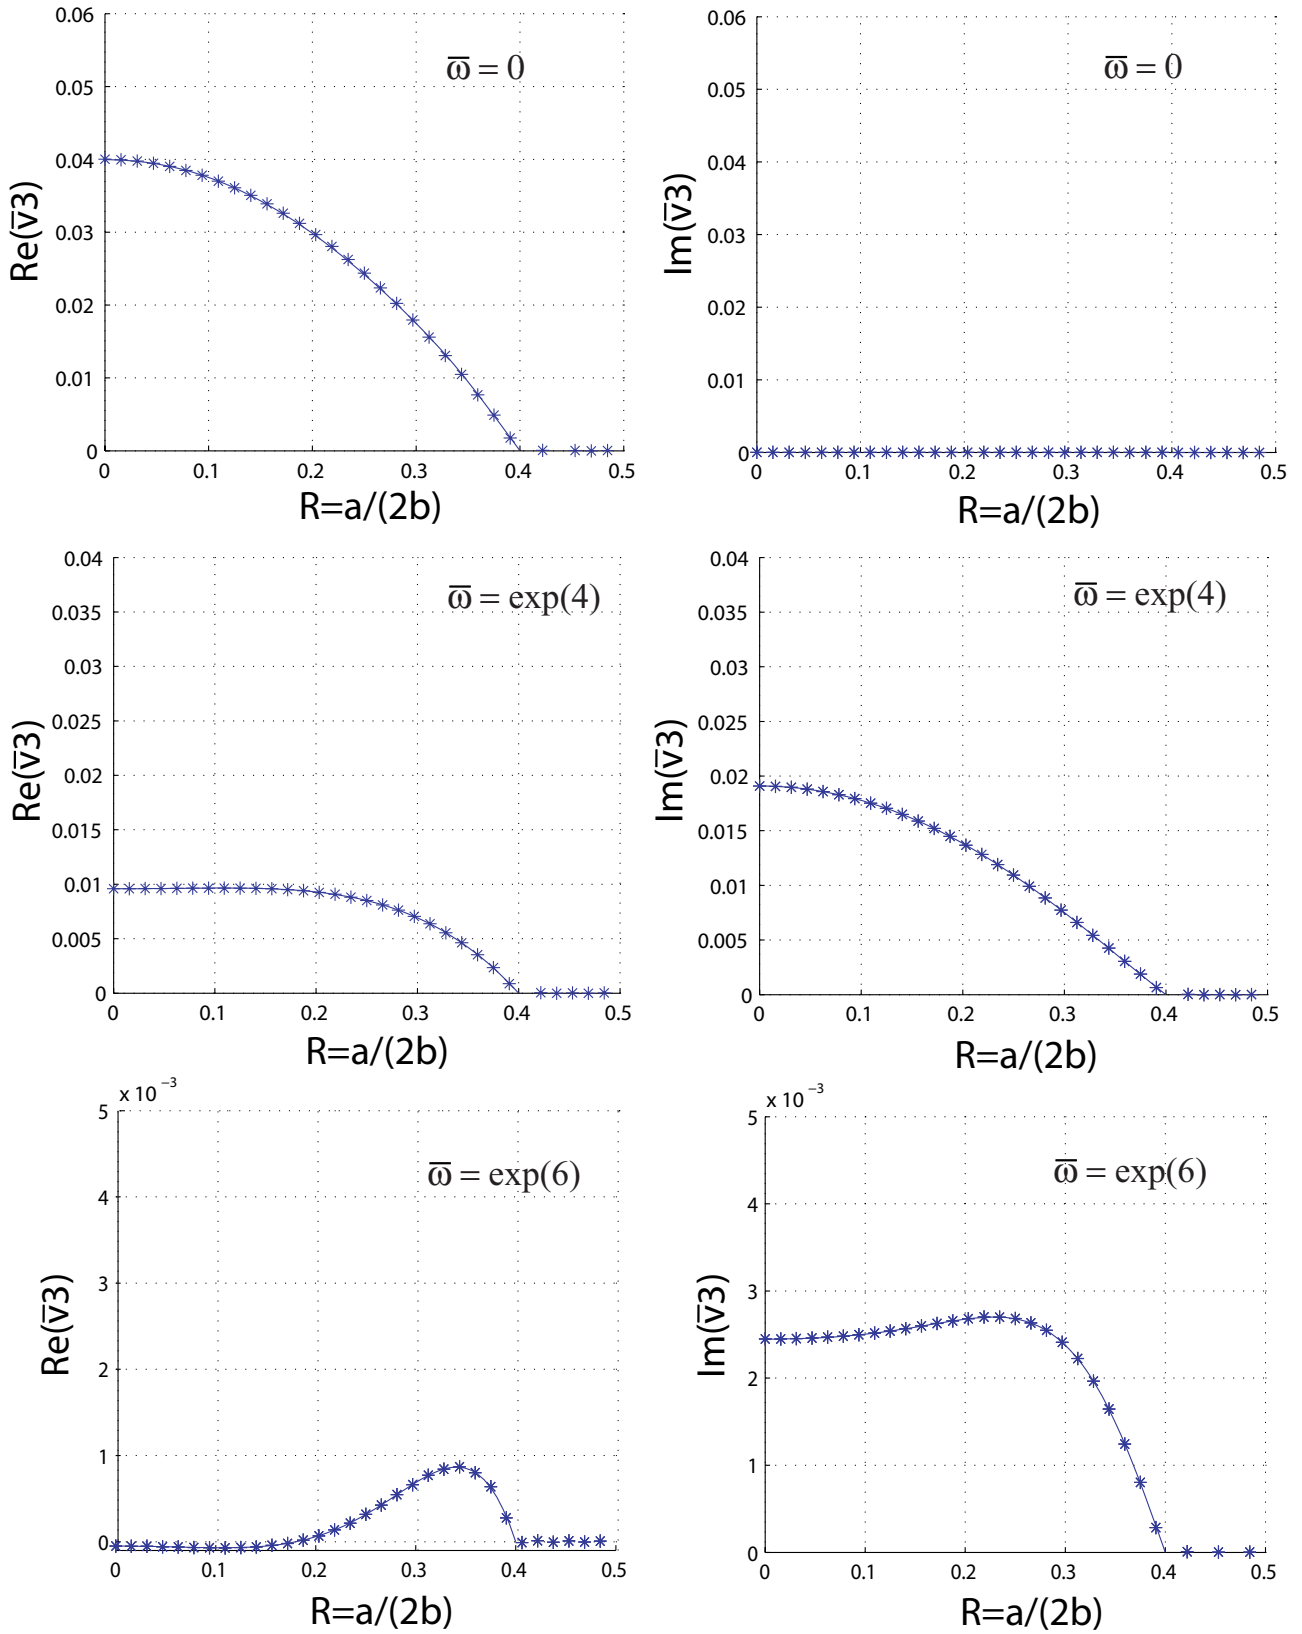 0.06
0.05
0.04
0.03
0.02
0.01
0
Re(v̅3)
ω̅ = 0
0 0.1 0.2 0.3 0.4 0.5
R=a/(2b)
0.06
0.05
0.04
0.03
0.02
0.01
0
Im(v̅3)
ω̅ = 0
0 0.1 0.2 0.3 0.4 0.5
R=a/(2b)
0.04
0.035
0.03
0.025
0.02
0.015
0.01
0.005
0
Re(v̅3)
ω̅ = exp(4)
0 0.1 0.2 0.3 0.4 0.5
R=a/(2b)
0.04
0.035
0.03
0.025
0.02
0.015
0.01
0.005
0
Im(v̅3)
ω̅ = exp(4)
0 0.1 0.2 0.3 0.4 0.5
R=a/(2b)
x 10⁻³
5
4
3
2
1
0
Re(v̅3)
ω̅ = exp(6)
0 0.1 0.2 0.3 0.4 0.5
R=a/(2b)
x 10⁻³
5
4
3
2
1
0
Im(v̅3)
ω̅ = exp(6)
0 0.1 0.2 0.3 0.4 0.5
R=a/(2b)